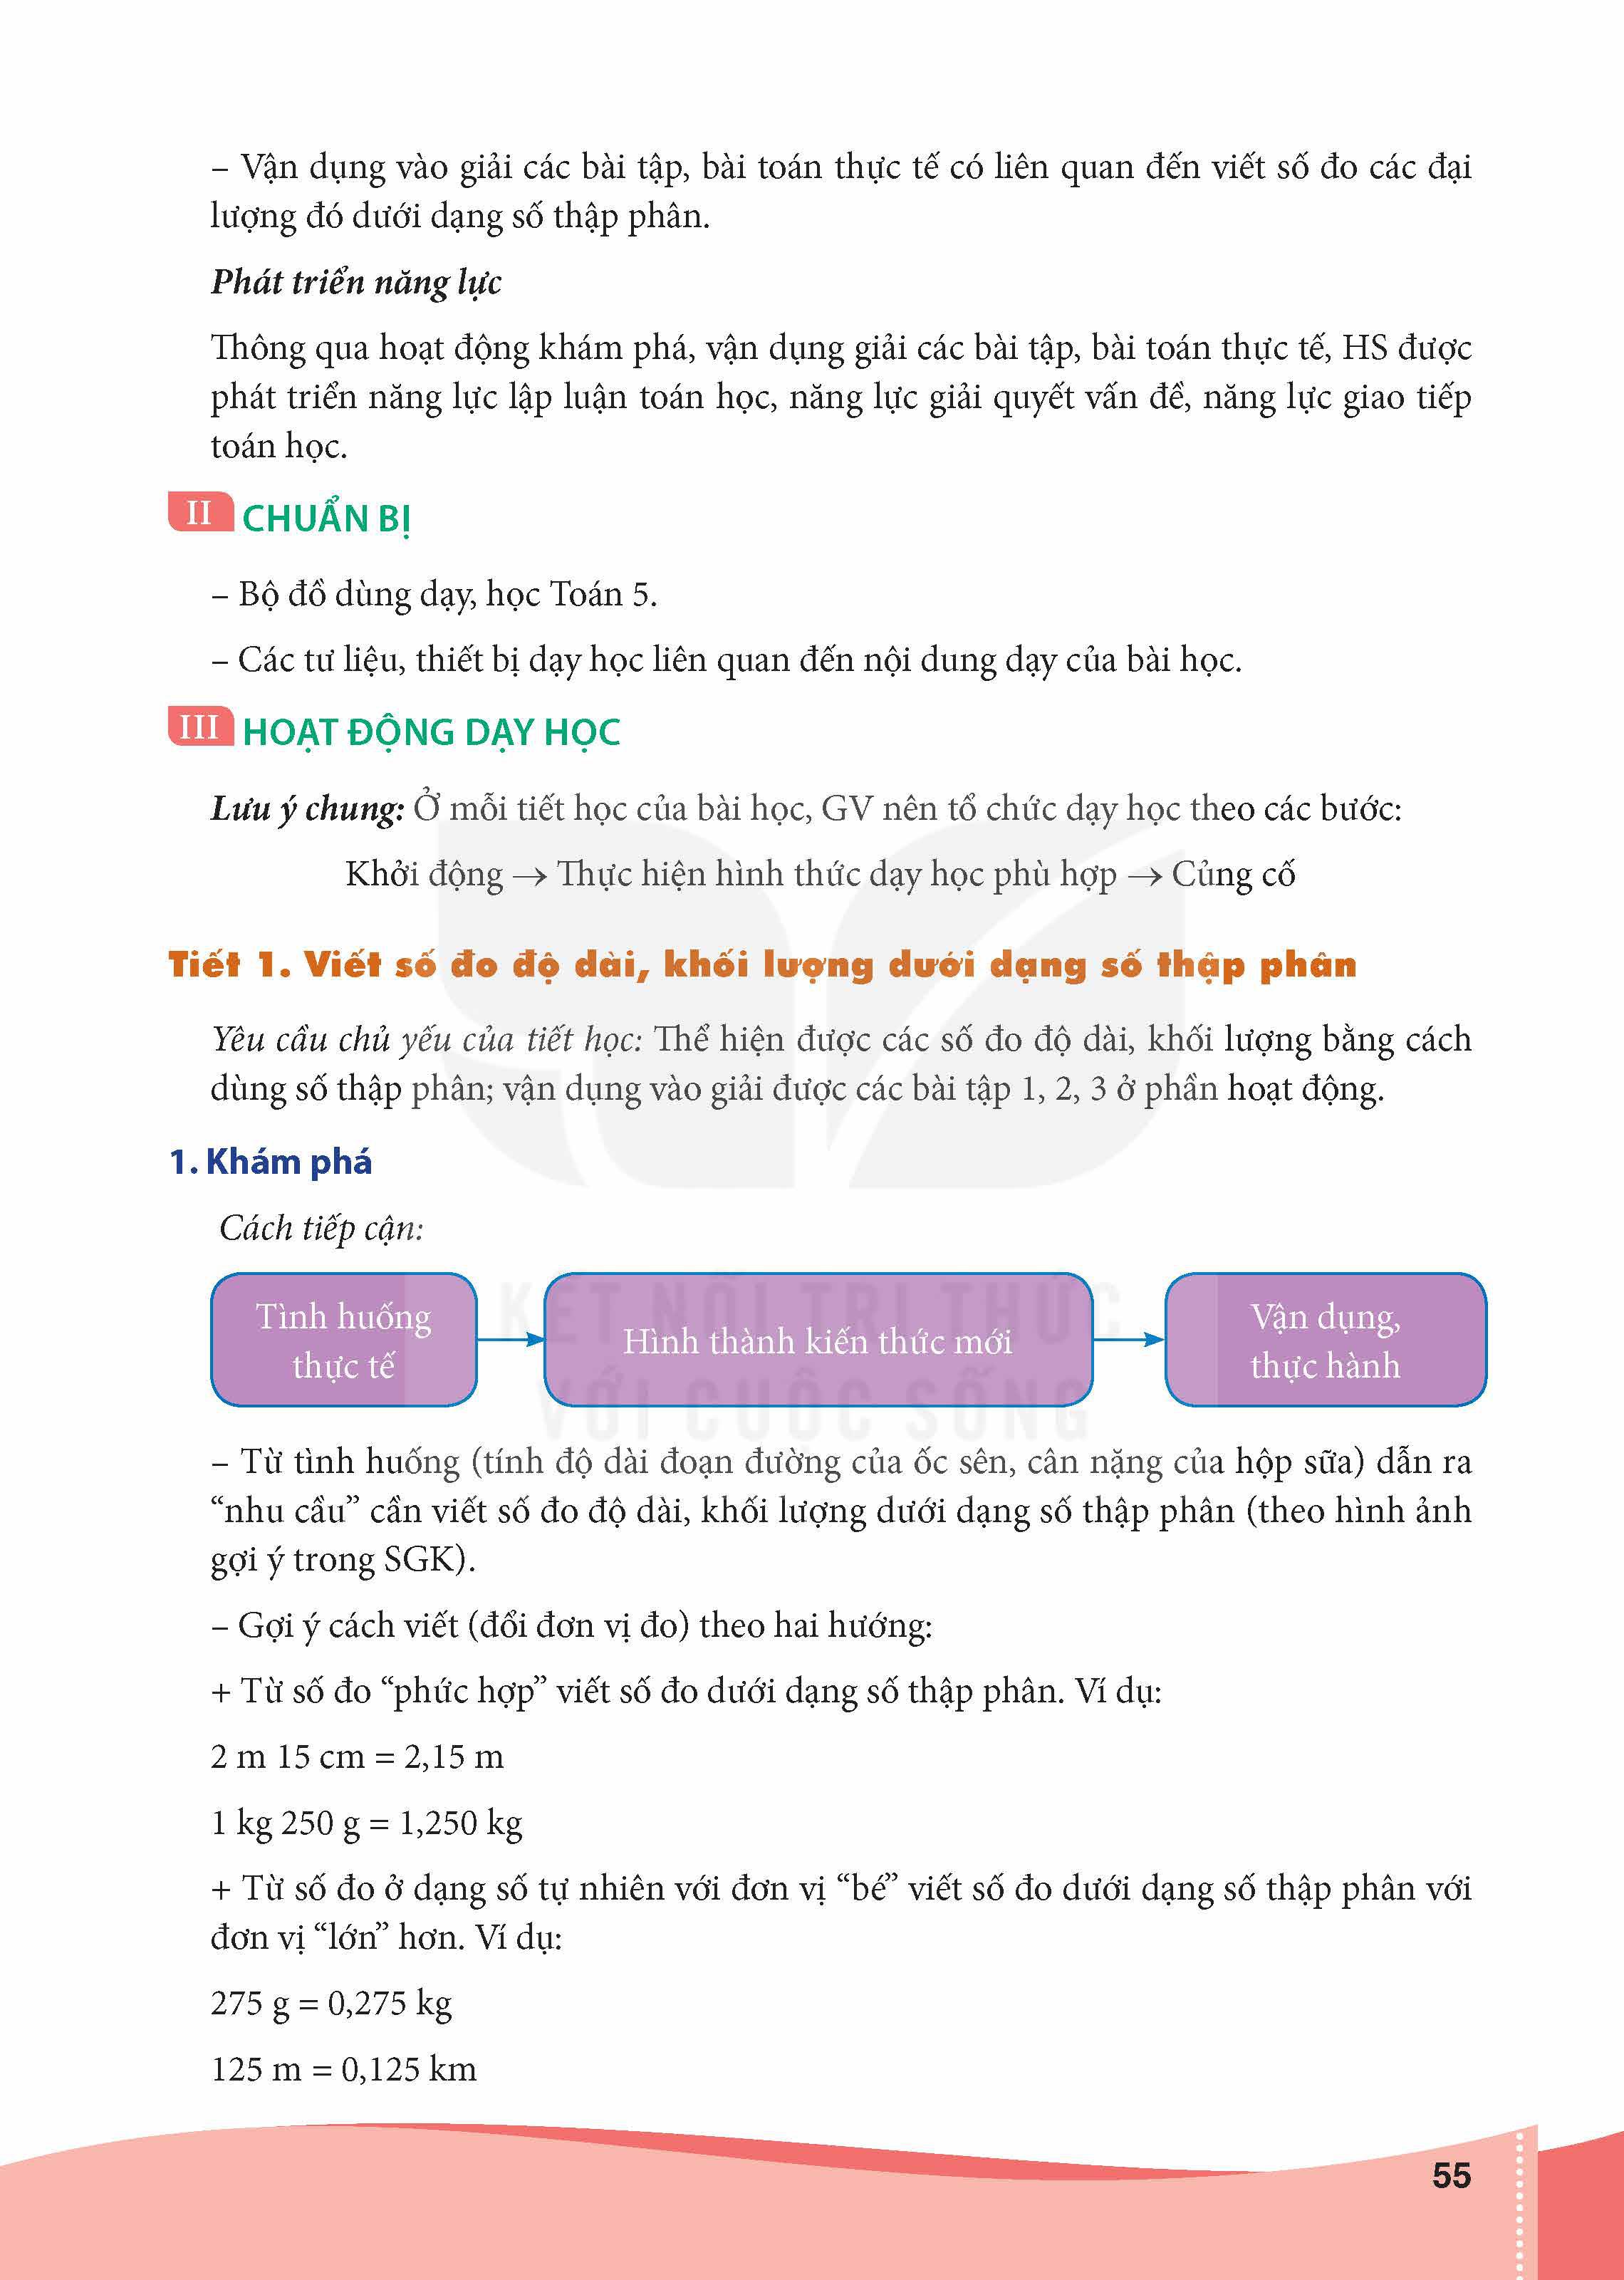 – Vận dụng vào giải các bài tập, bài toán thực tế có liên quan đến viết số đo các đại
lượng đó dưới dạng số thập phân.
Phát triển năng lực
Thông qua hoạt động khám phá, vận dụng giải các bài tập, bài toán thực tế, HS được
phát triển năng lực lập luận toán học, năng lực giải quyết vấn đề, năng lực giao tiếp
toán học.
II CHUẨN BỊ
– Bộ đồ dùng dạy, học Toán 5.
– Các tư liệu, thiết bị dạy học liên quan đến nội dung dạy của bài học.
III HOẠT ĐỘNG DẠY HỌC
Lưu ý chung: Ở mỗi tiết học của bài học, GV nên tổ chức dạy học theo các bước:
Khởi động → Thực hiện hình thức dạy học phù hợp → Củng cố
Tiết 1. Viết số đo độ dài, khối lượng dưới dạng số thập phân
Yêu cầu chủ yếu của tiết học: Thể hiện được các số đo độ dài, khối lượng bằng cách
dùng số thập phân; vận dụng vào giải được các bài tập 1, 2, 3 ở phần hoạt động.
1. Khám phá
Cách tiếp cận:
Tình huống
thực tế
Hình thành kiến thức mới
Vận dụng,
thực hành
KẾT NỐI TRI THỨC
VỚI CUỘC SỐNG
– Từ tình huống (tính độ dài đoạn đường của ốc sên, cân nặng của hộp sữa) dẫn ra
“nhu cầu” cần viết số đo độ dài, khối lượng dưới dạng số thập phân (theo hình ảnh
gợi ý trong SGK).
– Gợi ý cách viết (đổi đơn vị đo) theo hai hướng:
+ Từ số đo “phức hợp” viết số đo dưới dạng số thập phân. Ví dụ:
2 m 15 cm = 2,15 m
1 kg 250 g = 1,250 kg
+ Từ số đo ở dạng số tự nhiên với đơn vị “bé” viết số đo dưới dạng số thập phân với
đơn vị “lớn” hơn. Ví dụ:
275 g = 0,275 kg
125 m = 0,125 km
55